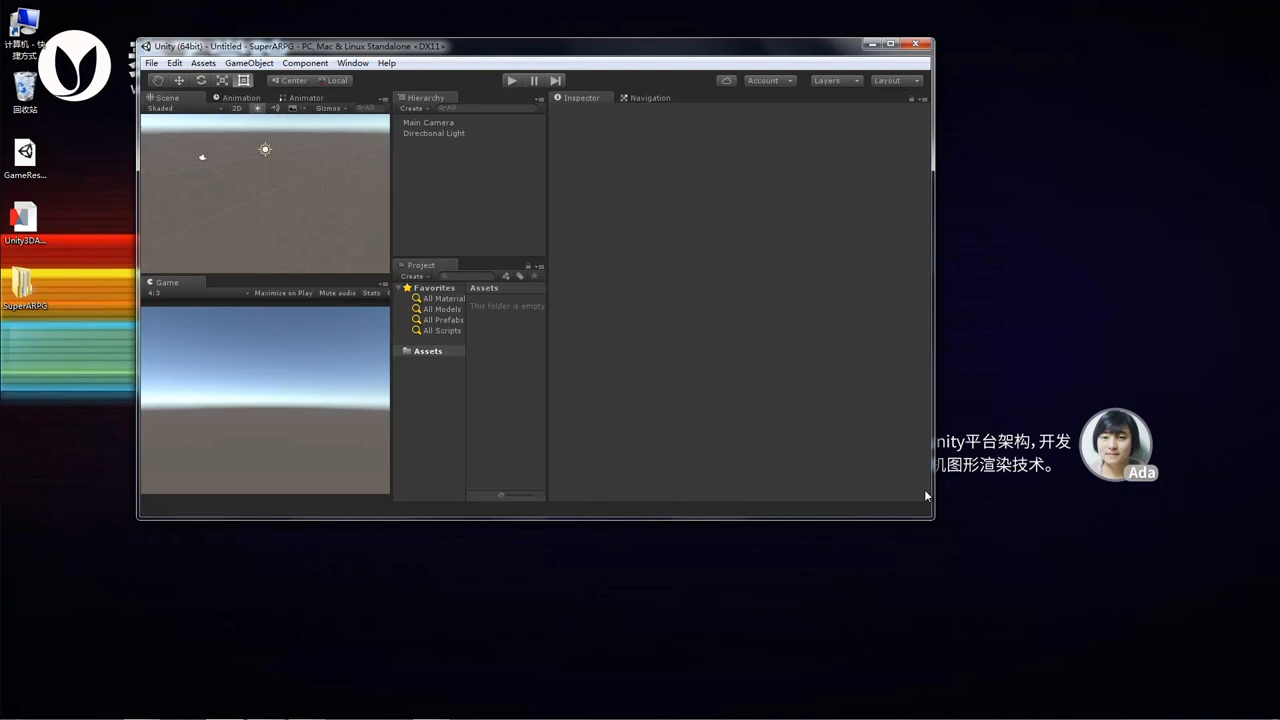 计算机 - 快
捷方式
回收站
GameRes...
Unity3DA...
SuperARPG
Unity (64bit) - Untitled - SuperARPG - PC, Mac & Linux Standalone <DX11>
File Edit Assets GameObject Component Window Help
Center Local
Account Layers Layout
Scene Animation Animator
Shaded 2D Gizmos All
Hierarchy
Create All
Main Camera
Directional Light
Inspector Navigation
Game
4:3 Maximize on Play Mute audio Stats
Project
Create
Favorites
All Material
All Models
All Prefabs
All Scripts
Assets
Assets
This folder is empty
nity平台架构，开发
机图形渲染技术。
Ada